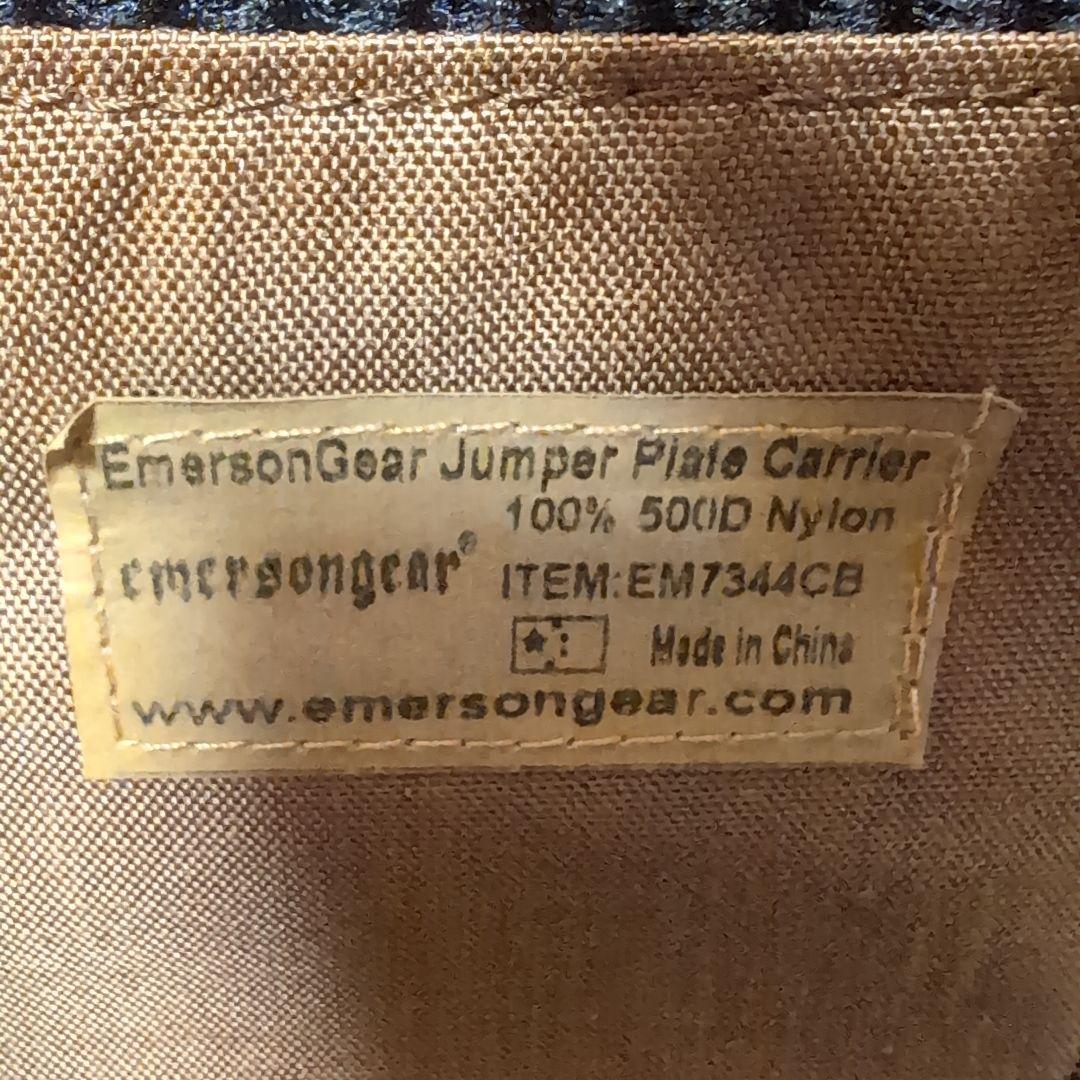 EmersonGear Jumper Plate Carrier
100% 500D Nylon
emersongear®
ITEM:EM7344CB
Made in China
www.emersongear.com